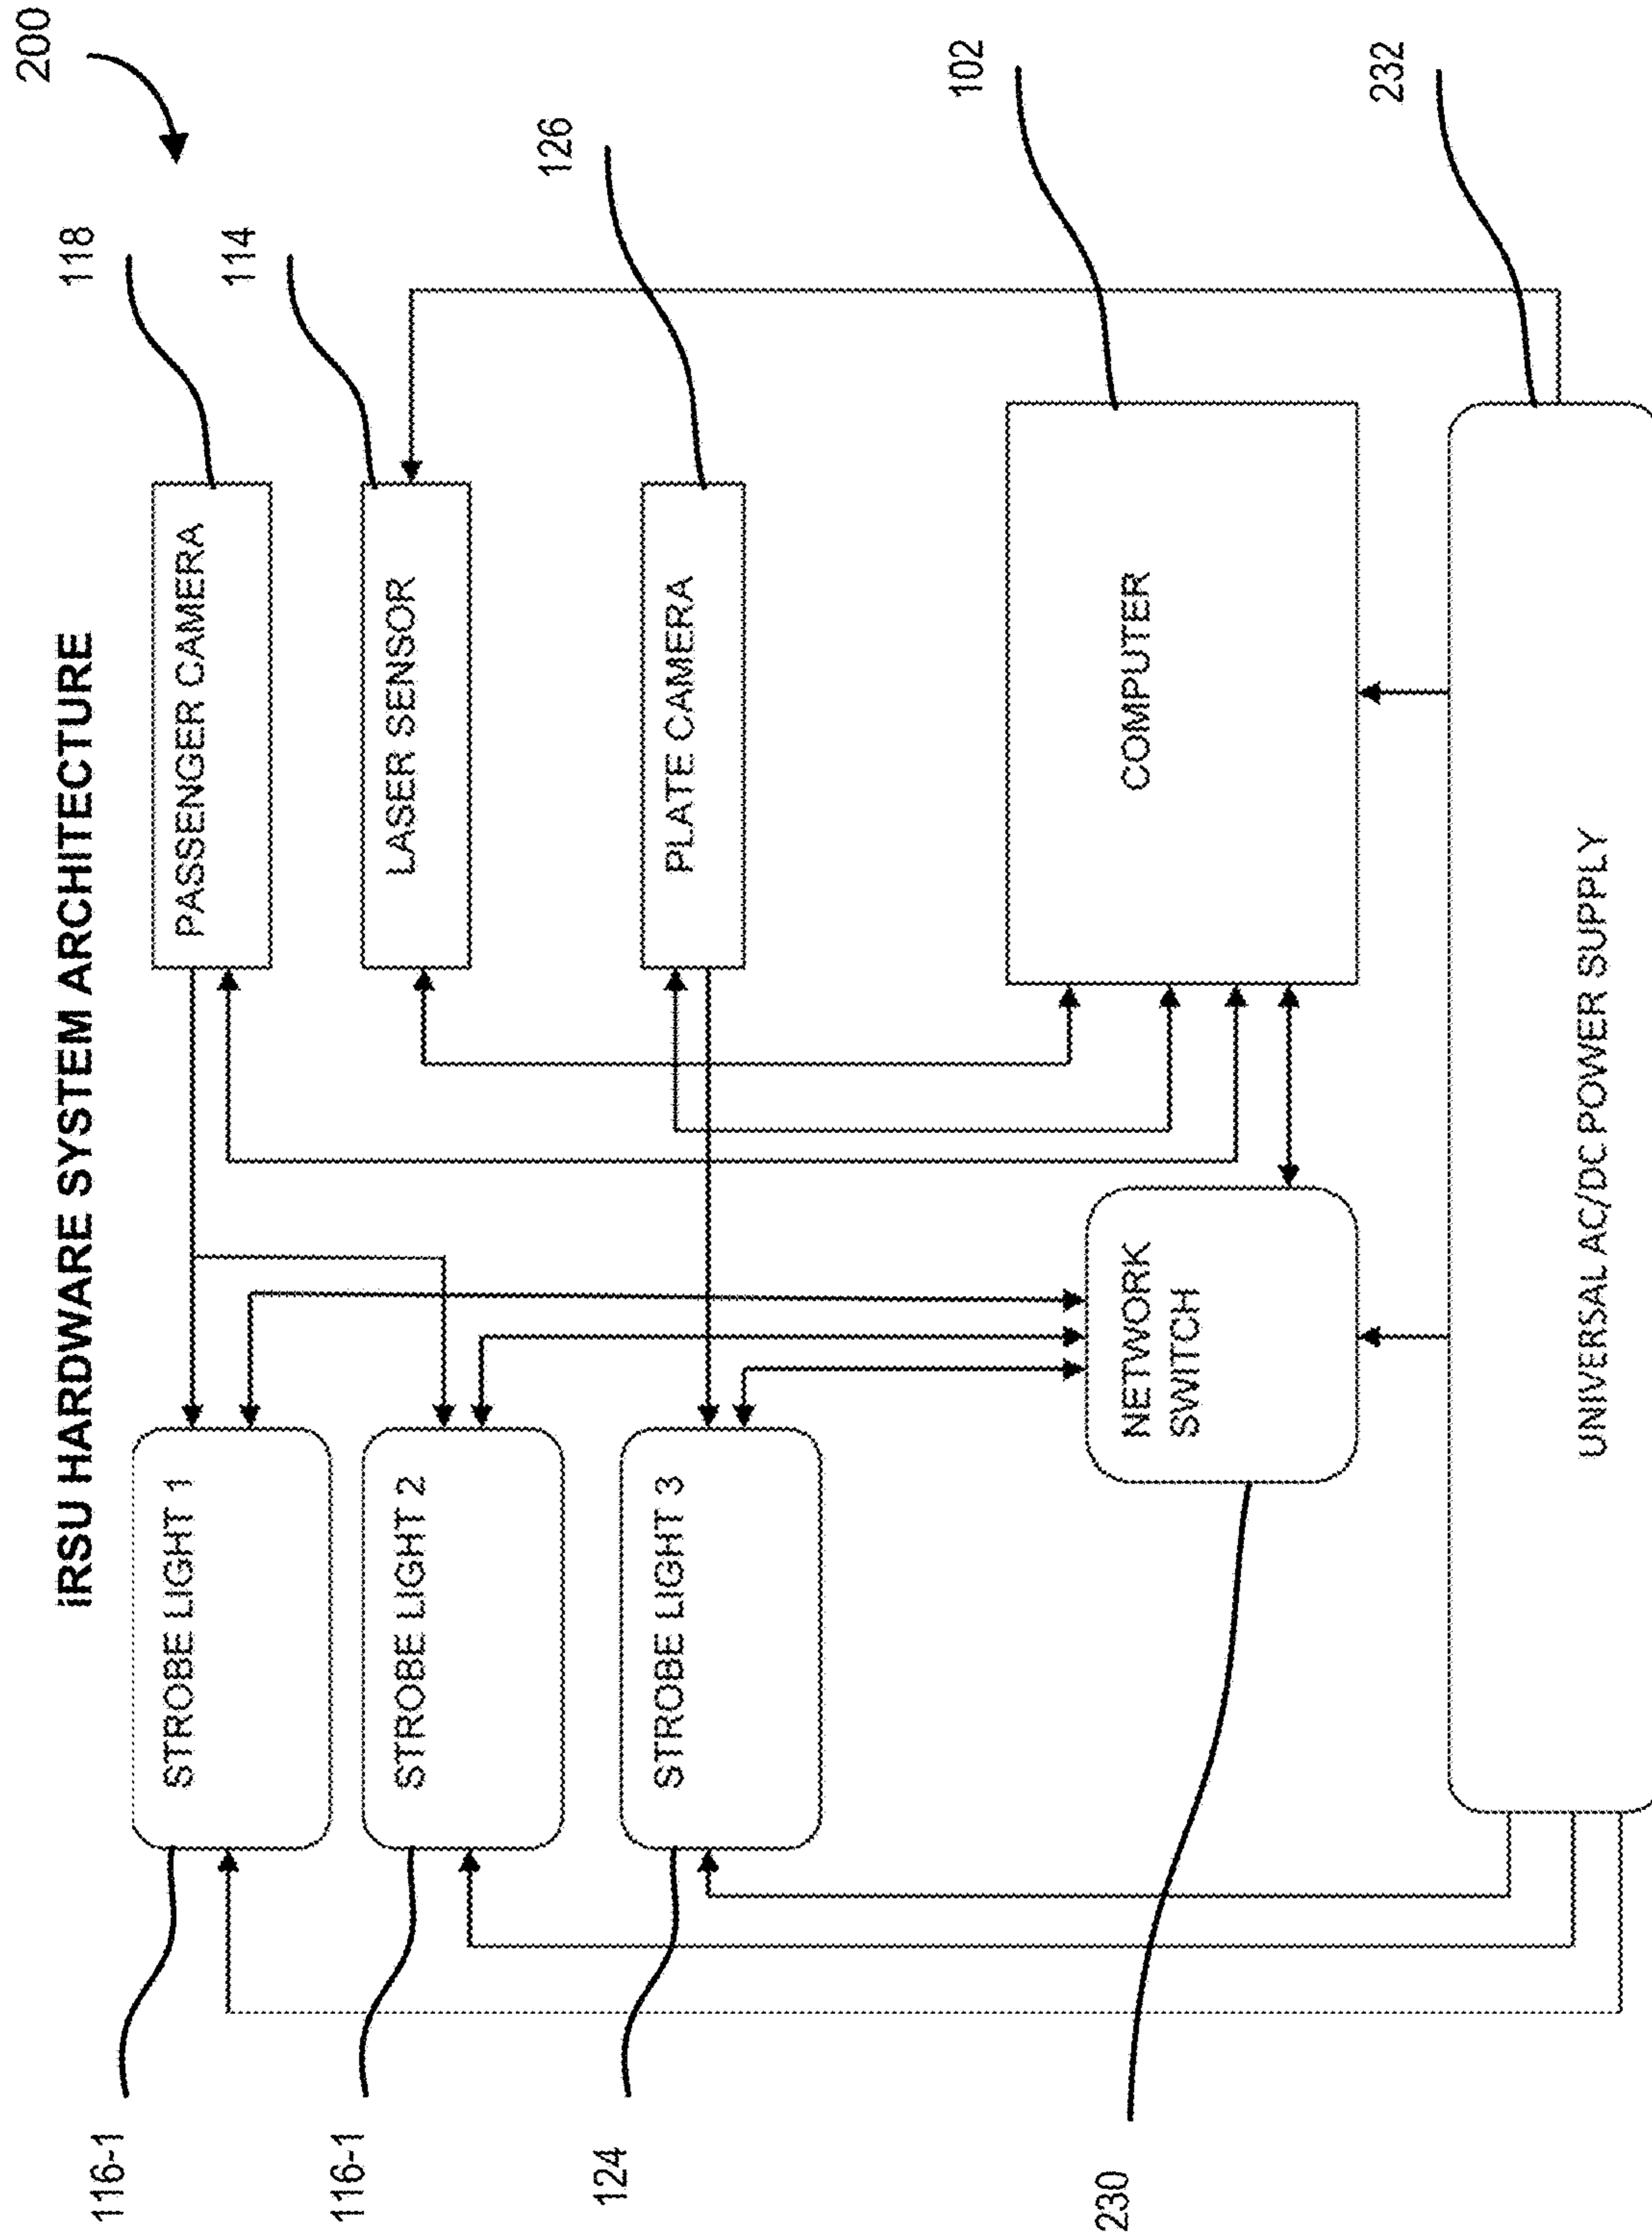 iRSU HARDWARE SYSTEM ARCHITECTURE
200
116-1
STROBE LIGHT 1
PASSENGER CAMERA
118
116-1
STROBE LIGHT 2
LASER SENSOR
114
124
STROBE LIGHT 3
PLATE CAMERA
126
230
NETWORK
SWITCH
COMPUTER
102
UNIVERSAL AC/DC POWER SUPPLY
232